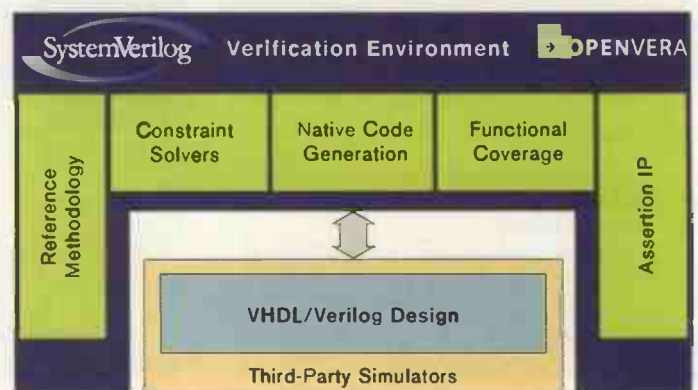 SystemVerilog Verification Environment OPENVERA
Reference
Methodology
Constraint
Solvers
Native Code
Generation
Functional
Coverage
Assertion IP
VHDL/Verilog Design
Third-Party Simulators